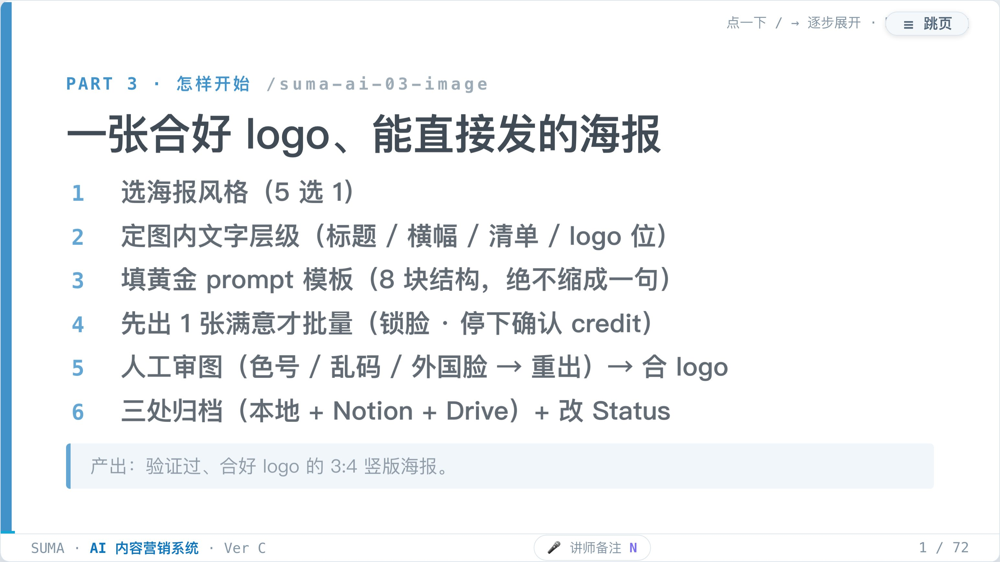 点一下 / → 逐步展开 ·
≡ 跳页
PART 3 · 怎样开始 /suma-ai-03-image
一张合好 logo、能直接发的海报
1 选海报风格（5 选 1）
2 定图内文字层级（标题 / 横幅 / 清单 / logo 位）
3 填黄金 prompt 模板（8 块结构，绝不缩成一句）
4 先出 1 张满意才批量（锁脸 · 停下确认 credit）
5 人工审图（色号 / 乱码 / 外国脸 → 重出）→ 合 logo
6 三处归档（本地 + Notion + Drive）+ 改 Status
产出：验证过、合好 logo 的 3:4 竖版海报。
SUMA · AI 内容营销系统 · Ver C
🎤 讲师备注 N
1 / 72